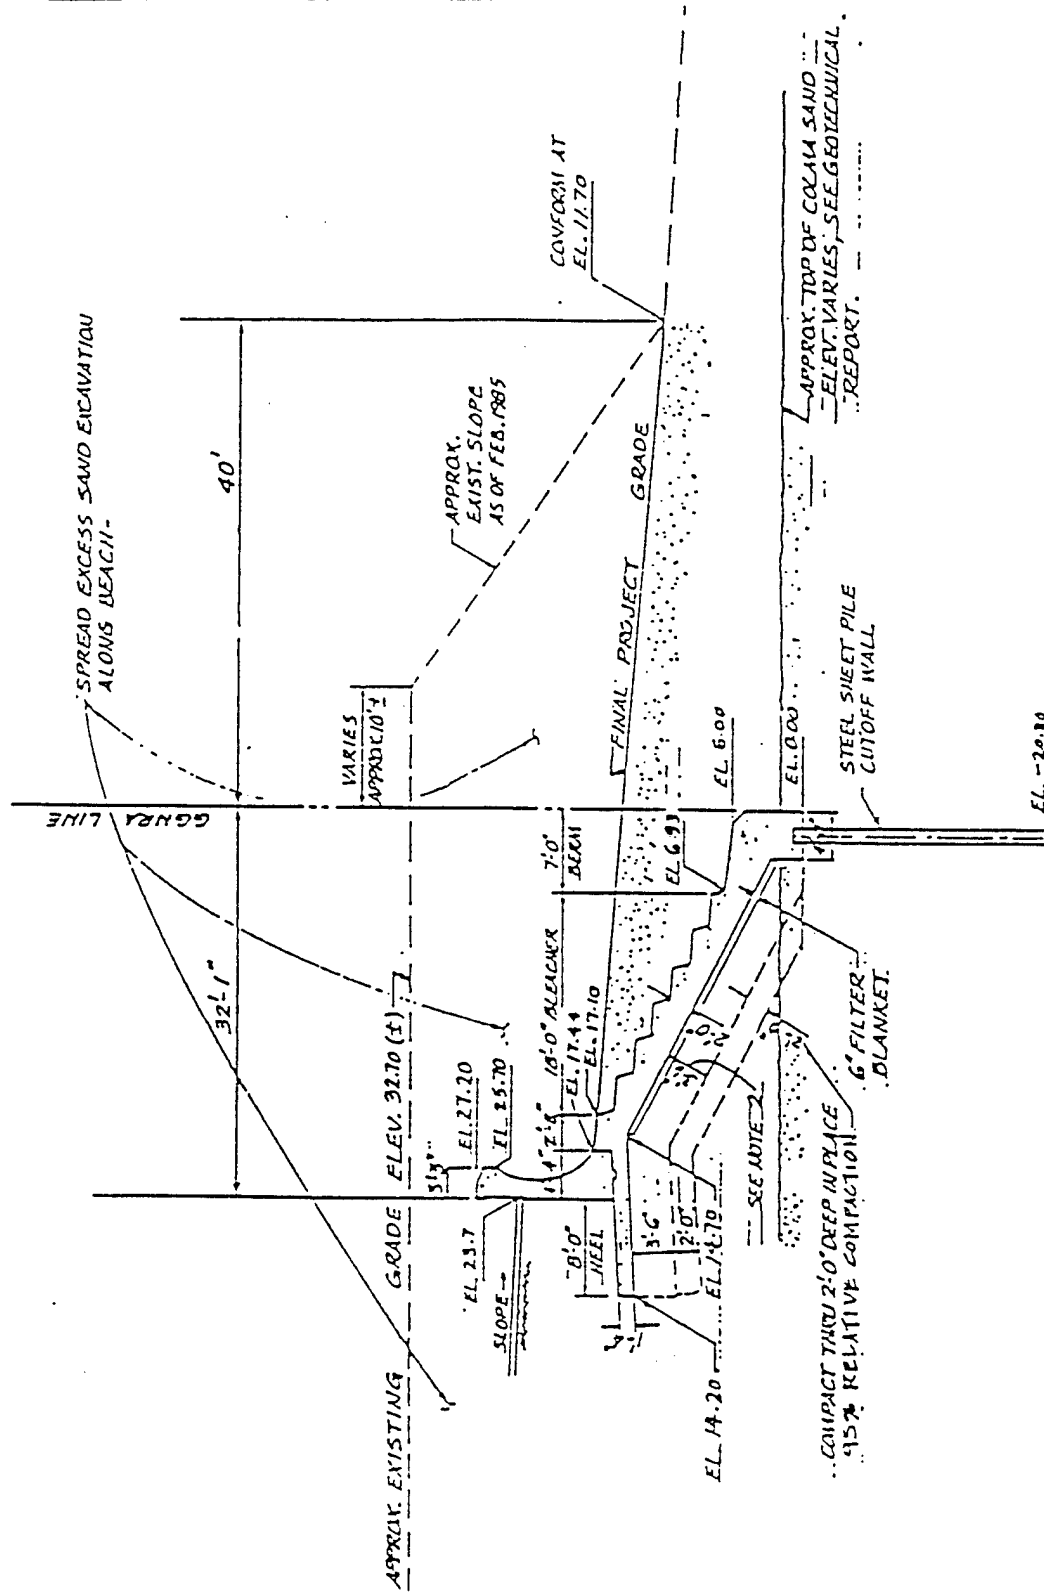 SPREAD EXCESS SAND EXCAVATION
ALONG BEACH-
40'
32'-1"
GGNRA LINE
CONFORM AT
EL. 11.70
APPROX.
EXIST. SLOPE
AS OF FEB. 1985
VARIES
APPROX 10'±
APPROX. EXISTING GRADE ELEV. 32.70 (±)
FINAL PROJECT GRADE
7'-0"
BERM
18'-0" BLEACHER
EL. 17.44
EL. 17.10
EL. 27.20
EL. 25.70
EL. 23.7
SLOPE
8'-0"
HEEL
3'-6"
2'-0"
EL. 6.93
EL. 6.00
EL. 0.00
EL. 14.20
SEE NOTE 2
6" FILTER
BLANKET
COMPACT THRU 2'-0" DEEP IN PLACE
95% RELATIVE COMPACTION
STEEL SHEET PILE
CUTOFF WALL
APPROX. TOP OF COLMA SAND
ELEV. VARIES, SEE GEOTECHNICAL
REPORT.